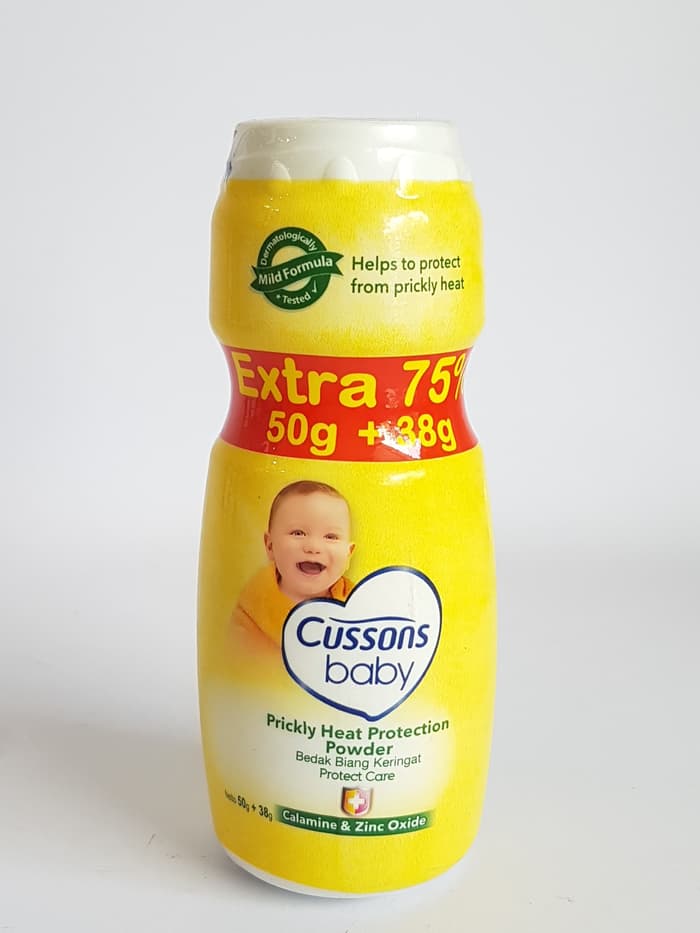 Dermatologically
Mild Formula
• Tested ✓
Helps to protect
from prickly heat
Extra 75%
50g + 38g
Cussons
baby
Prickly Heat Protection
Powder
Bedak Biang Keringat
Protect Care
Netto 50g + 38g
Calamine & Zinc Oxide